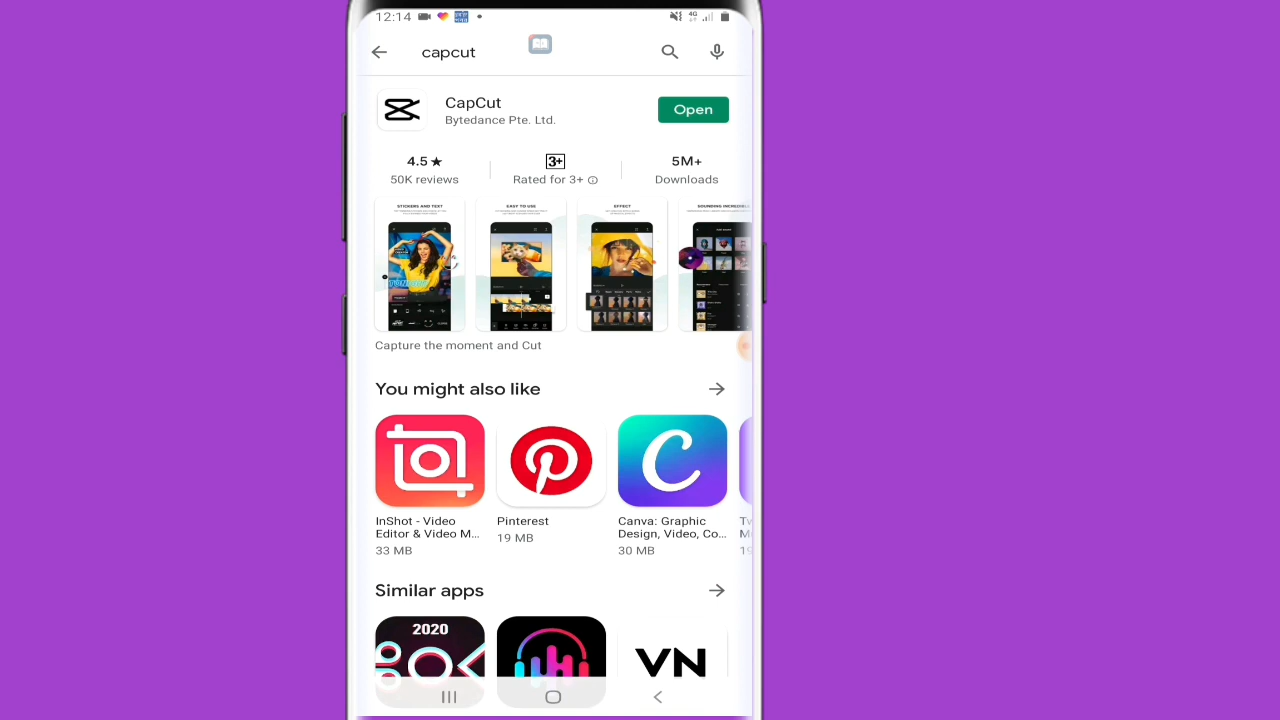 12:14
4G
capcut
CapCut
Bytedance Pte. Ltd.
Open
4.5★
3+
5M+
50K reviews
Rated for 3+
Downloads
STICKERS AND TEXT
EASY TO USE
EFFECT
Capture the moment and Cut
You might also like
InShot - Video
Editor & Video M...
33 MB
Pinterest
19 MB
Canva: Graphic
Design, Video, Co...
30 MB
Similar apps
2020
VN